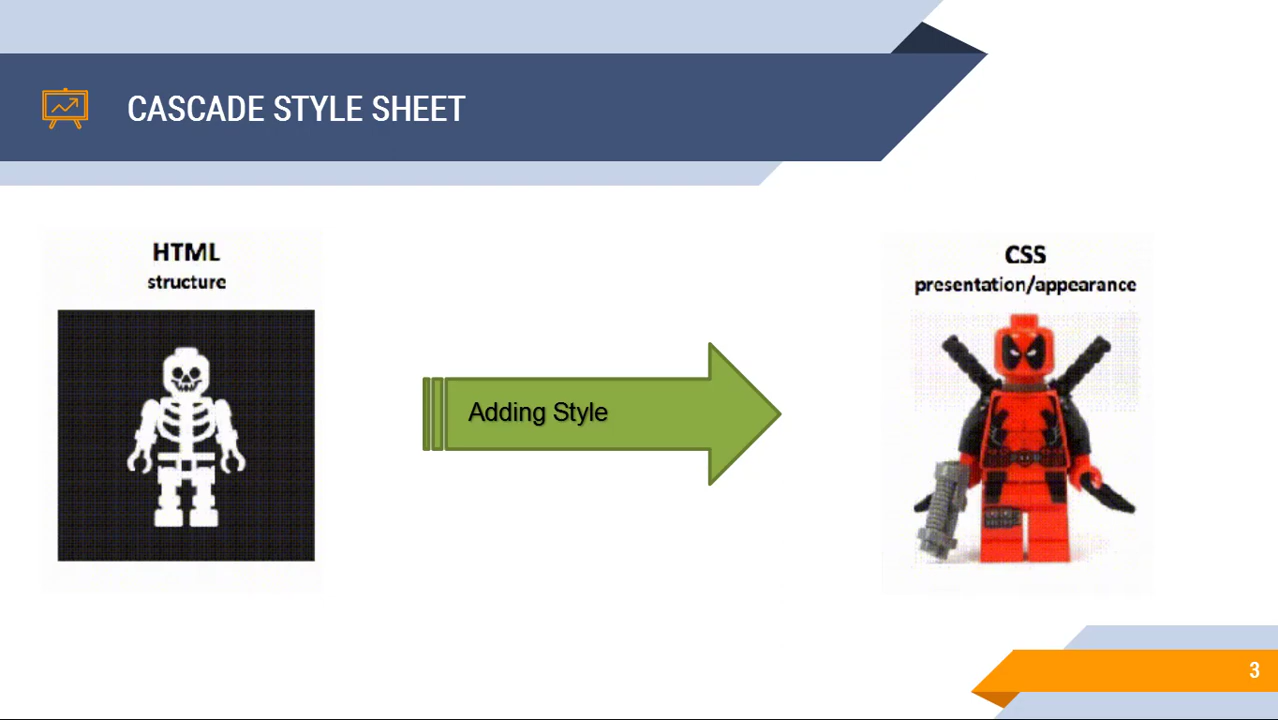 CASCADE STYLE SHEET
HTML
structure
CSS
presentation/appearance
Adding Style
3